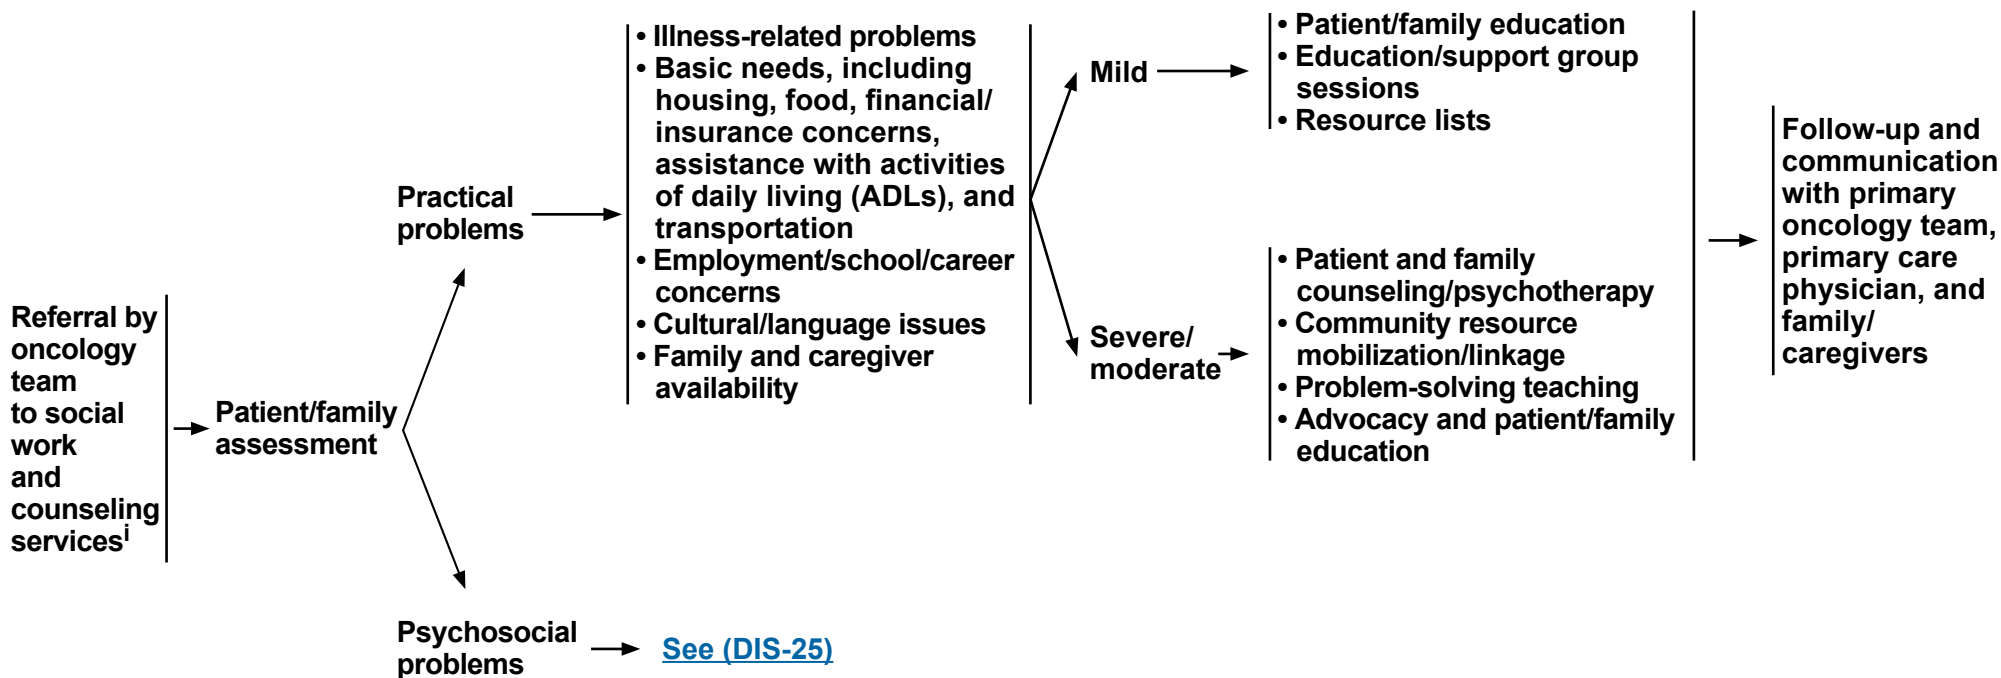 Referral by
oncology
team
to social
work
and
counseling
servicesⁱ
Patient/family
assessment
Practical
problems
• Illness-related problems
• Basic needs, including
housing, food, financial/
insurance concerns,
assistance with activities
of daily living (ADLs), and
transportation
• Employment/school/career
concerns
• Cultural/language issues
• Family and caregiver
availability
Mild
• Patient/family education
• Education/support group
sessions
• Resource lists
Severe/
moderate
• Patient and family
counseling/psychotherapy
• Community resource
mobilization/linkage
• Problem-solving teaching
• Advocacy and patient/family
education
Follow-up and
communication
with primary
oncology team,
primary care
physician, and
family/
caregivers
Psychosocial
problems
See (DIS-25)